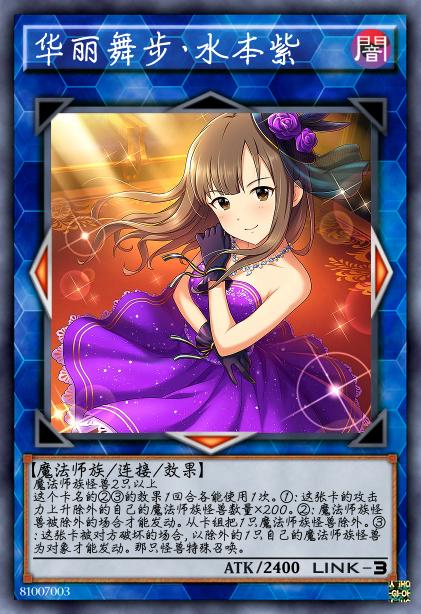 华丽舞步·水本紫
闇
【魔法师族/连接/效果】
魔法师族怪兽2只以上
这个卡名的②③的效果1回合各能使用1次。①:这张卡的攻击
力上升除外的自己的魔法师族怪兽数量×200。②:魔法师族怪
兽被除外的场合才能发动。从卡组把1只魔法师族怪兽除外。③
:这张卡被对方破坏的场合,以除外的1只自己的魔法师族怪兽
为对象才能发动。那只怪兽特殊召唤。
ATK/2400 LINK-3
81007003